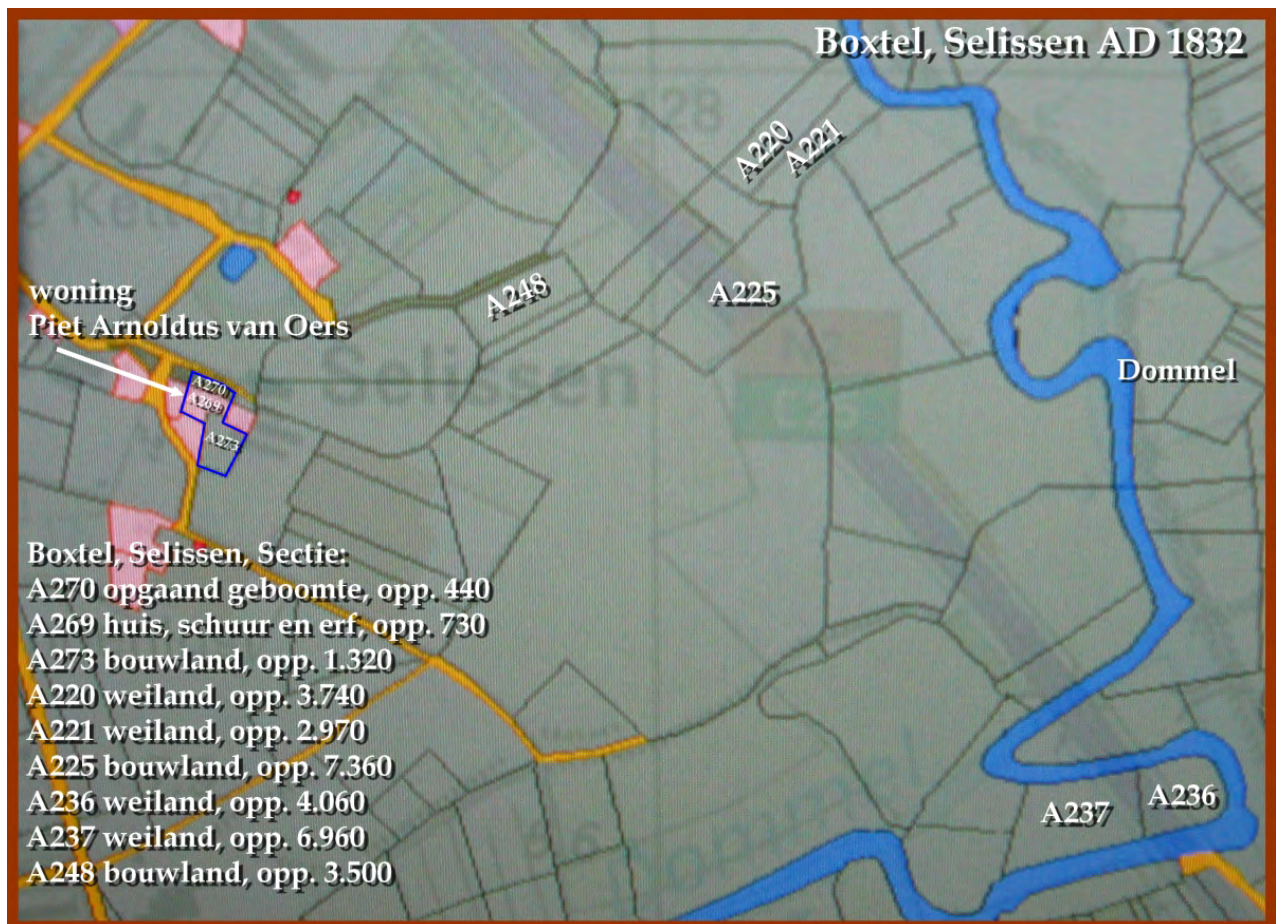 Boxtel, Selissen AD 1832
A220
A221
A248
A225
woning
Piet Arnoldus van Oers
A270
A269
A273
Dommel
128
Selissen
E25
Boxtel, Selissen, Sectie:
A270 opgaand geboomte, opp. 440
A269 huis, schuur en erf, opp. 730
A273 bouwland, opp. 1.320
A220 weiland, opp. 3.740
A221 weiland, opp. 2.970
A225 bouwland, opp. 7.360
A236 weiland, opp. 4.060
A237 weiland, opp. 6.960
A248 bouwland, opp. 3.500
A237
A236